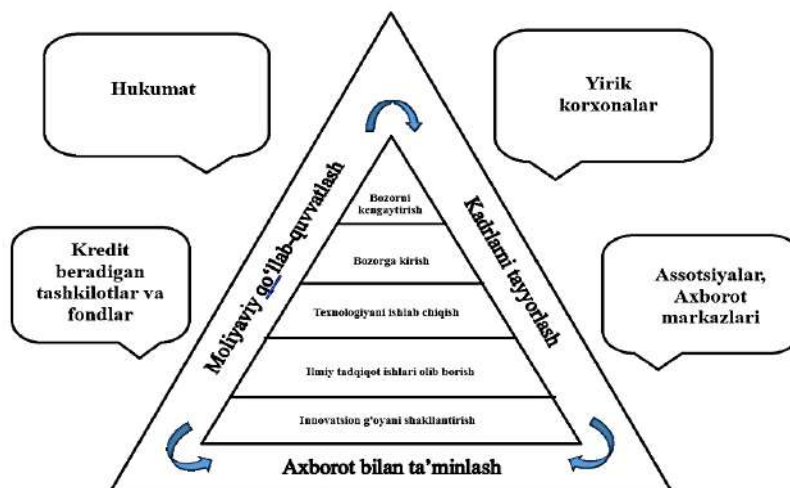 Hukumat
Yirik
korxonalar
Kredit
beradigan
tashkilotlar va
fondlar
Assotsiyalar,
Axborot
markazlari
Moliyaviy qo‘llab-quvvatlash
Kadrlarni tayyorlash
Bozorni
kengaytirish
Bozorga kirish
Texnologiyani ishlab chiqish
Ilmiy tadqiqot ishlari olib borish
Innovatsion g'oyani shakllantirish
Axborot bilan ta’minlash